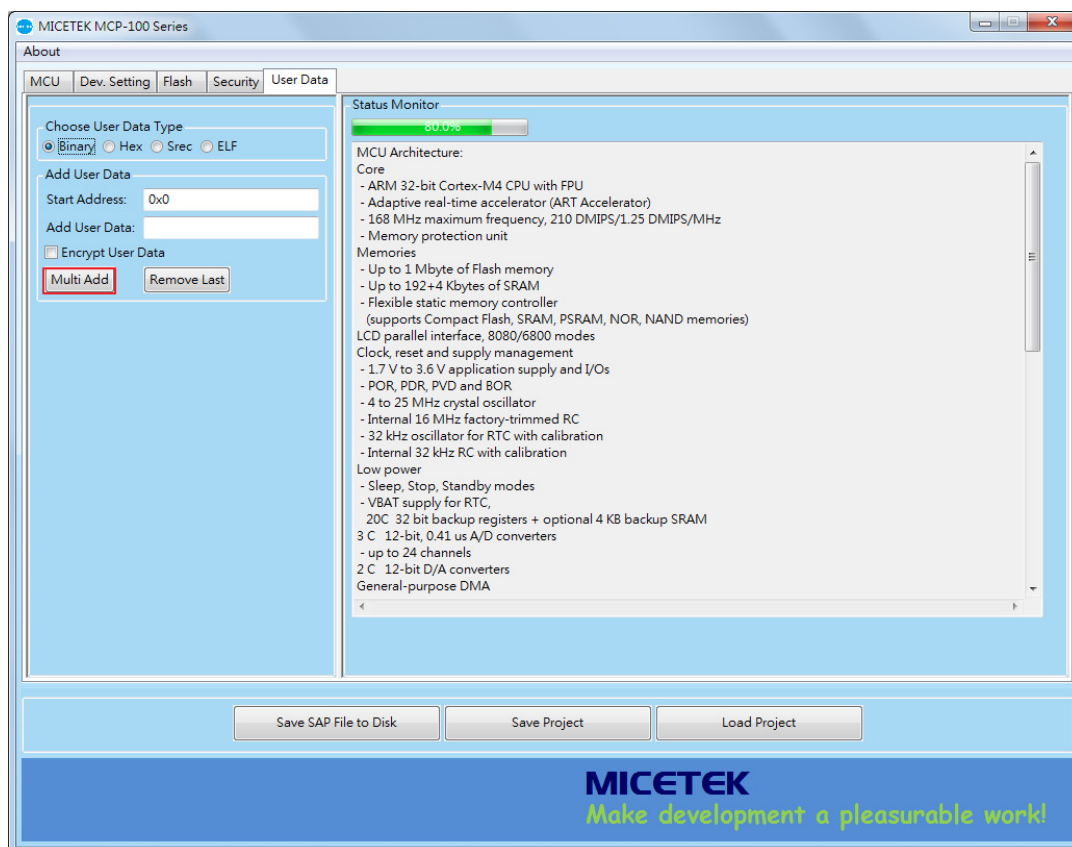 MICETEK MCP-100 Series
About
MCU Dev. Setting Flash Security User Data
Choose User Data Type
Binary Hex Srec ELF
Add User Data
Start Address: 0x0
Add User Data:
Encrypt User Data
Multi Add Remove Last
Status Monitor
80.0%
MCU Architecture:
Core
- ARM 32-bit Cortex-M4 CPU with FPU
- Adaptive real-time accelerator (ART Accelerator)
- 168 MHz maximum frequency, 210 DMIPS/1.25 DMIPS/MHz
- Memory protection unit
Memories
- Up to 1 Mbyte of Flash memory
- Up to 192+4 Kbytes of SRAM
- Flexible static memory controller
(supports Compact Flash, SRAM, PSRAM, NOR, NAND memories)
LCD parallel interface, 8080/6800 modes
Clock, reset and supply management
- 1.7 V to 3.6 V application supply and I/Os
- POR, PDR, PVD and BOR
- 4 to 25 MHz crystal oscillator
- Internal 16 MHz factory-trimmed RC
- 32 kHz oscillator for RTC with calibration
- Internal 32 kHz RC with calibration
Low power
- Sleep, Stop, Standby modes
- VBAT supply for RTC,
20C 32 bit backup registers + optional 4 KB backup SRAM
3 C 12-bit, 0.41 us A/D converters
- up to 24 channels
2 C 12-bit D/A converters
General-purpose DMA
Save SAP File to Disk Save Project Load Project
MICETEK
Make development a pleasurable work!